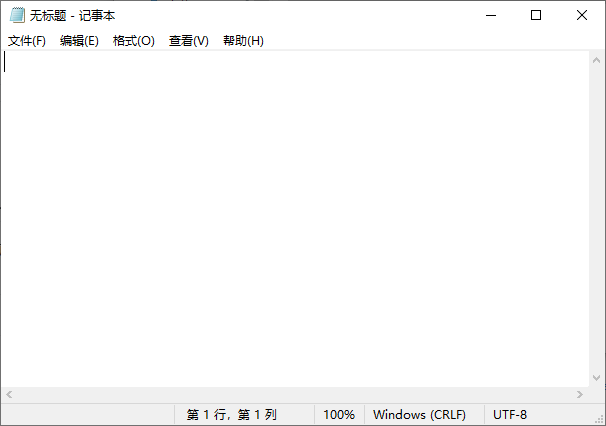 无标题 - 记事本
文件(F) 编辑(E) 格式(O) 查看(V) 帮助(H)
第 1 行，第 1 列 100% Windows (CRLF) UTF-8